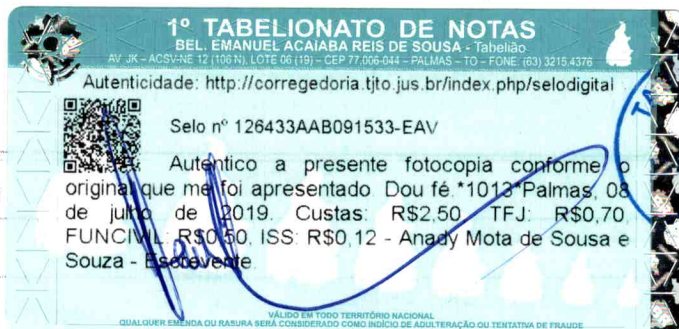 1º TABELIONATO DE NOTAS
BEL. EMANUEL ACAIABA REIS DE SOUSA - Tabelião
AV. JK - ACSV-NE 12 (106 N), LOTE 06 (19) – CEP 77.006-044 – PALMAS – TO – FONE: (63) 3215.4376
Autenticidade: http://corregedoria.tjto.jus.br/index.php/selodigital
Selo nº 126433AAB091533-EAV
Autentico a presente fotocopia conforme o
original que me foi apresentado. Dou fé.*1013*Palmas, 08
de julho de 2019. Custas: R$2,50, TFJ: R$0,70,
FUNCIVIL: R$0,50, ISS: R$0,12 - Anady Mota de Sousa e
Souza - Escrevente.
VÁLIDO EM TODO TERRITÓRIO NACIONAL
QUALQUER EMENDA OU RASURA SERÁ CONSIDERADO COMO INDÍCIO DE ADULTERAÇÃO OU TENTATIVA DE FRAUDE